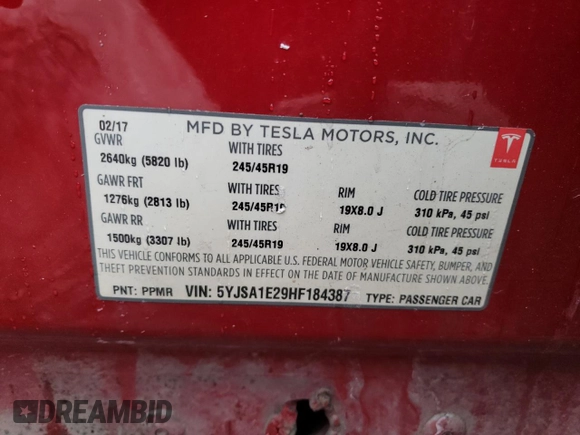 02/17
MFD BY TESLA MOTORS, INC.
TESLA
GVWR
2640kg (5820 lb)
WITH TIRES
245/45R19
GAWR FRT
1276kg (2813 lb)
WITH TIRES
245/45R19
RIM
19X8.0 J
COLD TIRE PRESSURE
310 kPa, 45 psi
GAWR RR
1500kg (3307 lb)
WITH TIRES
245/45R19
RIM
19X8.0 J
COLD TIRE PRESSURE
310 kPa, 45 psi
THIS VEHICLE CONFORMS TO ALL APPLICABLE U.S. FEDERAL MOTOR VEHICLE SAFETY, BUMPER, AND
THEFT PREVENTION STANDARDS IN EFFECT ON THE DATE OF MANUFACTURE SHOWN ABOVE.
PNT: PPMR VIN: 5YJSA1E29HF184387 TYPE: PASSENGER CAR
DREAMBID